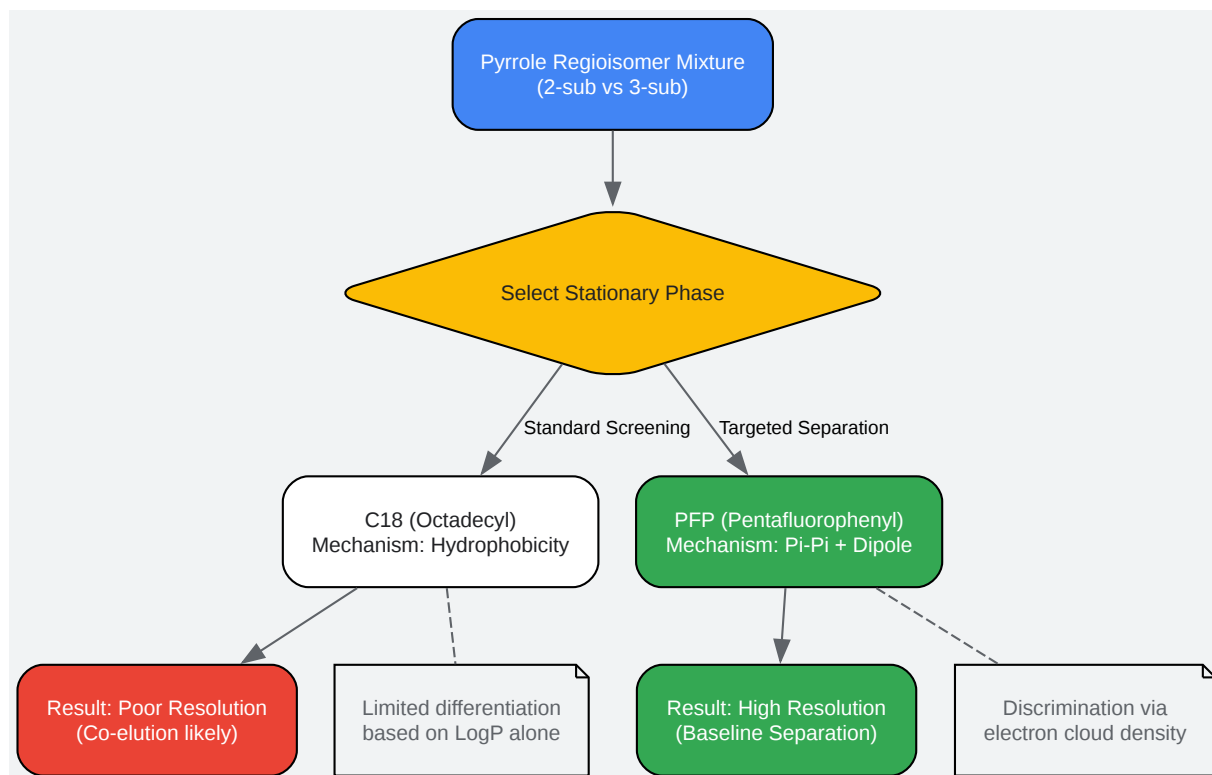 Pyrrole Regioisomer Mixture
(2-sub vs 3-sub)
Select Stationary Phase
Standard Screening
Targeted Separation
C18 (Octadecyl)
Mechanism: Hydrophobicity
PFP (Pentafluorophenyl)
Mechanism: Pi-Pi + Dipole
Result: Poor Resolution
(Co-elution likely)
Limited differentiation
based on LogP alone
Result: High Resolution
(Baseline Separation)
Discrimination via
electron cloud density